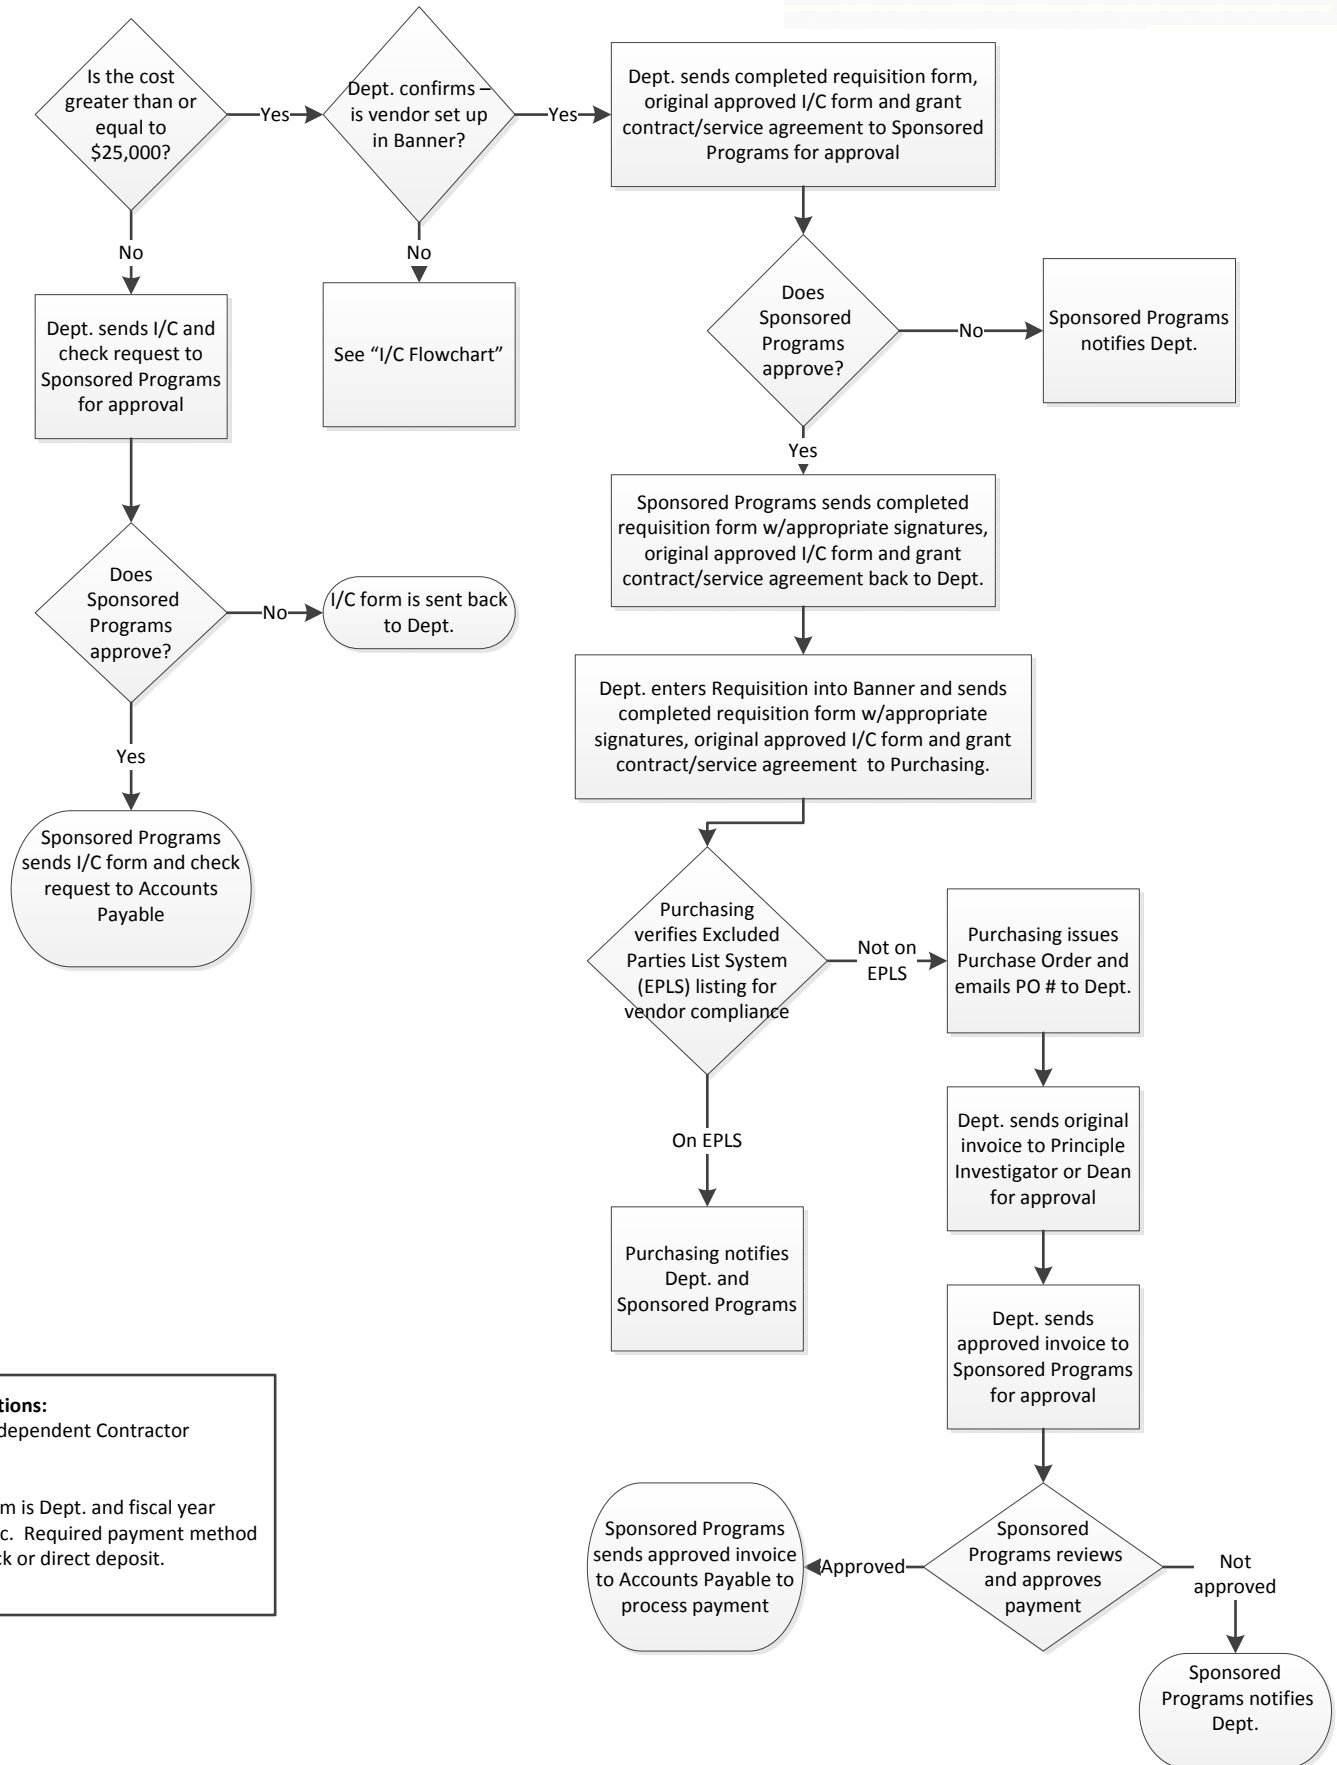 Is the cost
greater than or
equal to
$25,000?
Yes
Dept. confirms –
is vendor set up
in Banner?
Yes
Dept. sends completed requisition form,
original approved I/C form and grant
contract/service agreement to Sponsored
Programs for approval
No
No
Dept. sends I/C and
check request to
Sponsored Programs
for approval
See “I/C Flowchart”
Does
Sponsored
Programs
approve?
No
Sponsored Programs
notifies Dept.
Yes
Sponsored Programs sends completed
requisition form w/appropriate signatures,
original approved I/C form and grant
contract/service agreement back to Dept.
Does
Sponsored
Programs
approve?
No
I/C form is sent back
to Dept.
Yes
Sponsored Programs
sends I/C form and check
request to Accounts
Payable
Dept. enters Requisition into Banner and sends
completed requisition form w/appropriate
signatures, original approved I/C form and grant
contract/service agreement to Purchasing.
Purchasing
verifies Excluded
Parties List System
(EPLS) listing for
vendor compliance
Not on
EPLS
Purchasing issues
Purchase Order and
emails PO # to Dept.
On EPLS
Purchasing notifies
Dept. and
Sponsored Programs
Dept. sends original
invoice to Principle
Investigator or Dean
for approval
Dept. sends
approved invoice to
Sponsored Programs
for approval
Sponsored
Programs reviews
and approves
payment
Approved
Sponsored Programs
sends approved invoice
to Accounts Payable to
process payment
Not
approved
Sponsored
Programs notifies
Dept.
tions:
dependent Contractor
m is Dept. and fiscal year
c. Required payment method
ck or direct deposit.